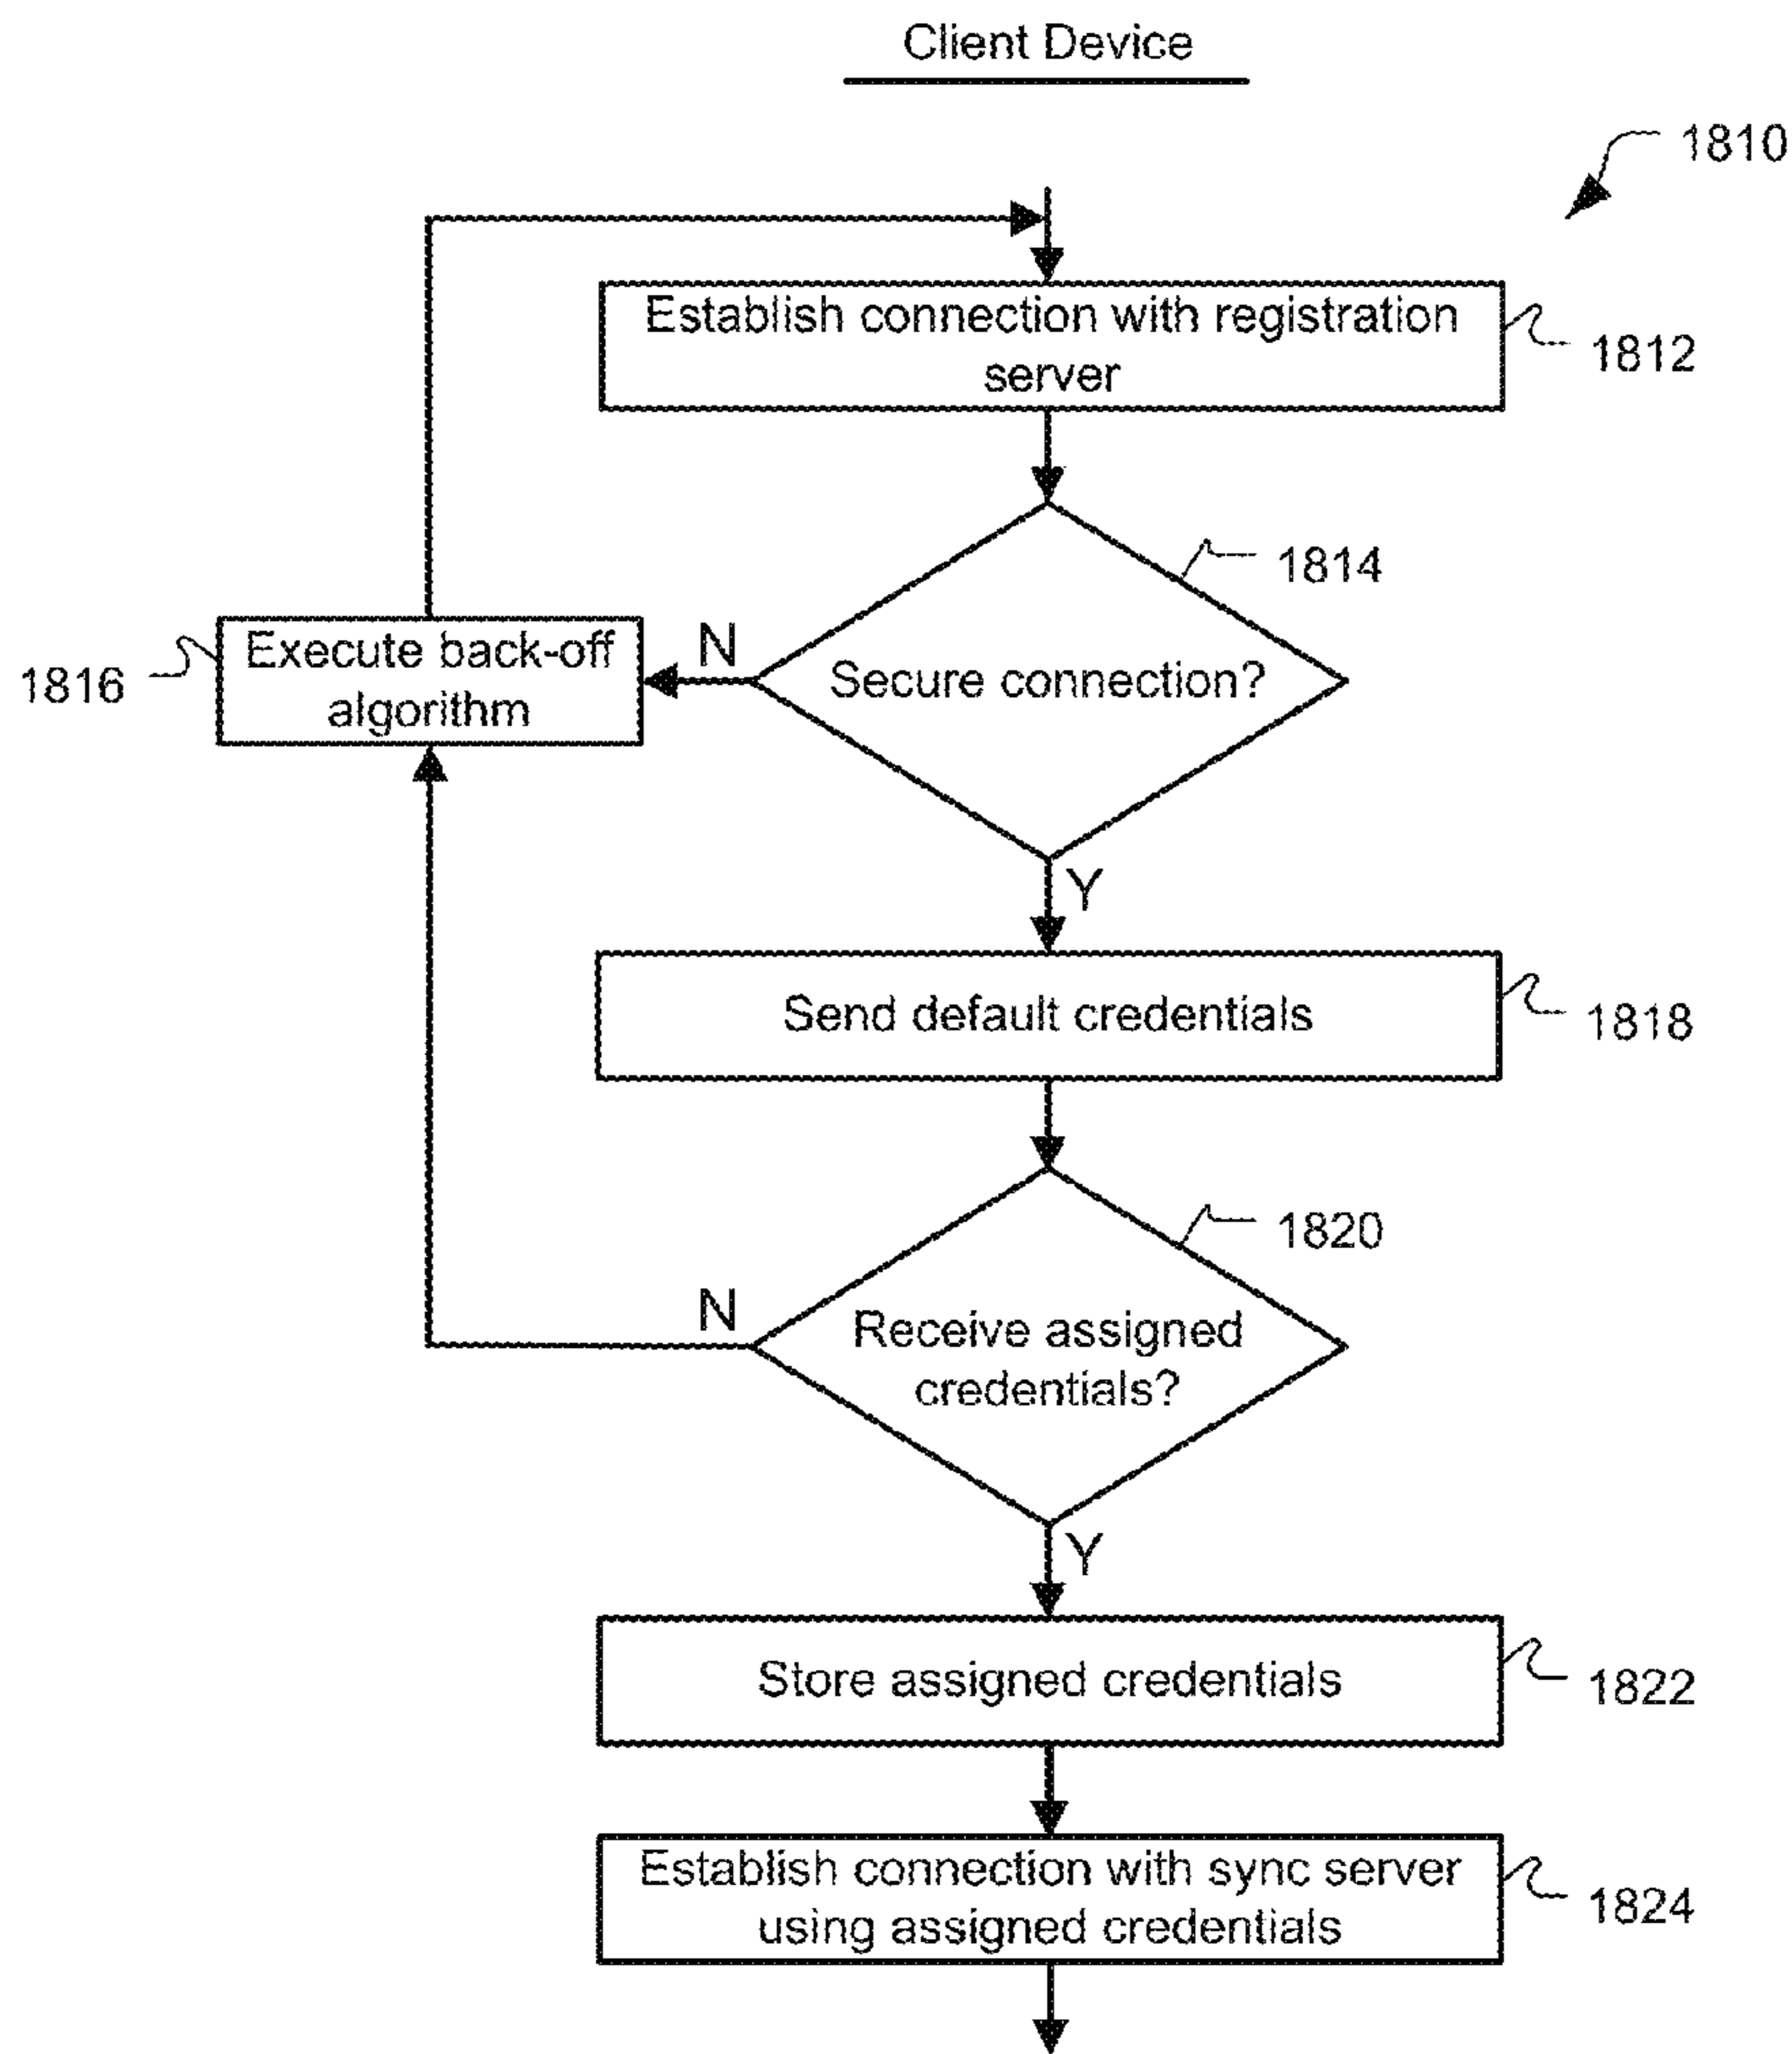 Client Device
1810
Establish connection with registration
server
1812
1814
Secure connection?
N
Execute back-off
algorithm
1816
Y
Send default credentials
1818
1820
Receive assigned
credentials?
N
Y
Store assigned credentials
1822
Establish connection with sync server
using assigned credentials
1824